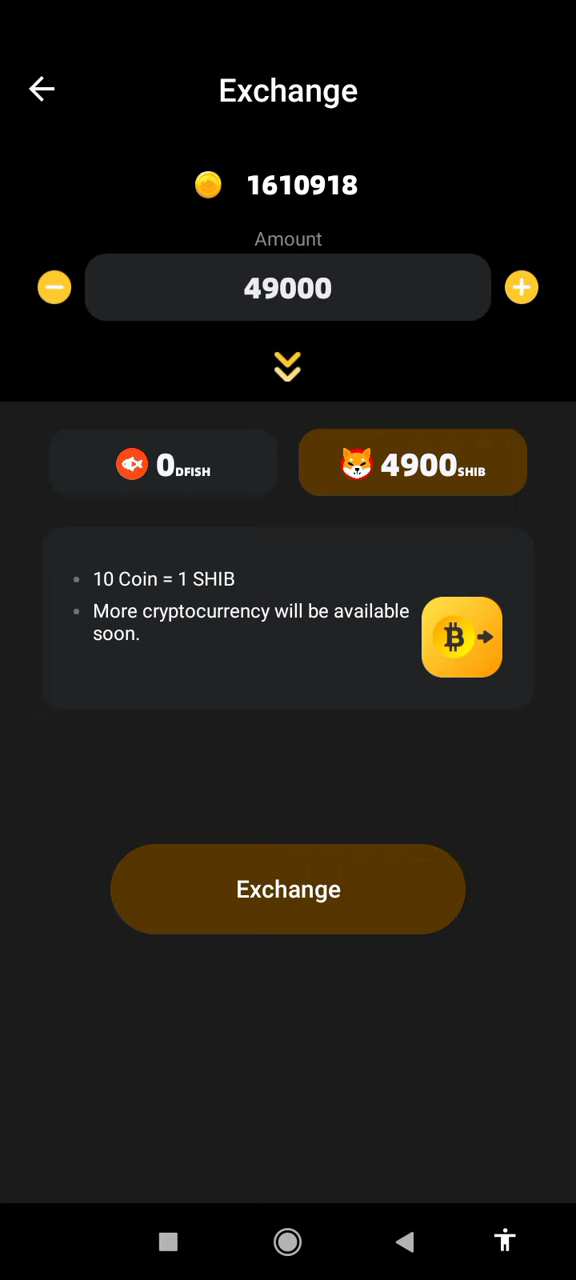 Exchange
1610918
Amount
49000
0DFISH
4900SHIB
10 Coin = 1 SHIB
More cryptocurrency will be available
soon.
Exchange